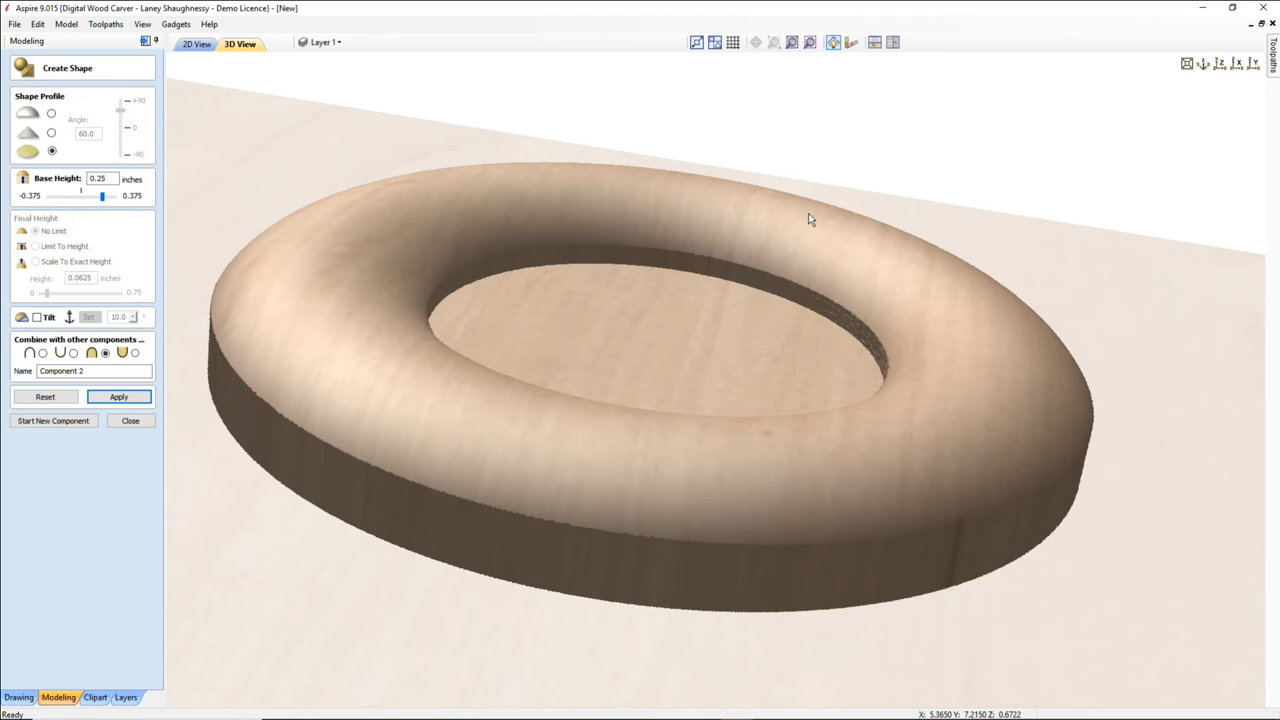 Aspire 9.015 (Digital Wood Carver - Laney Shaughnessy - Demo Licence) - [New]
File Edit Model Toolpaths View Gadgets Help
Modeling
2D View 3D View Layer 1
Create Shape
Shape Profile
+90
Angle:
0
60.0
-90
Base Height: 0.25 inches
-0.375 0.375
Final Height
No Limit
Limit To Height
Scale To Exact Height
Height: 0.0625 inches
0 0.75
Tilt Set 10.0 °
Combine with other components ...
Name Component 2
Reset Apply
Start New Component Close
Toolpaths
Z X Y
Drawing Modeling Clipart Layers
Ready
X: 5.3650 Y: 7.2150 Z: 0.6722